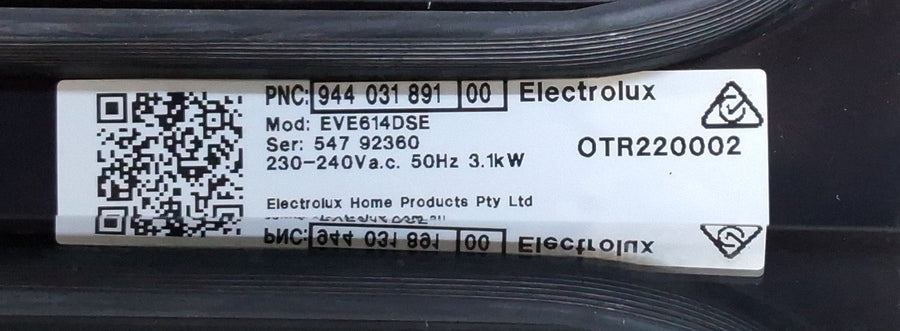 PNC: 944 031 891 00 Electrolux
Mod: EVE614DSE
Ser: 547 92360
OTR220002
230-240Va.c. 50Hz 3.1kW
Electrolux Home Products Pty Ltd
PNC: 944 031 891 00 Electrolux